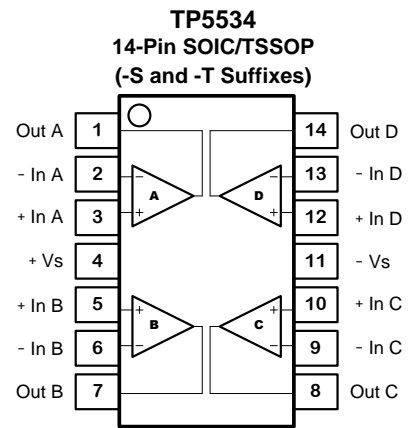 TP5534
14-Pin SOIC/TSSOP
(-S and -T Suffixes)
Out A 1 14 Out D
- In A 2 − − 13 - In D
A D
+ In A 3 + + 12 + In D
+ Vs 4 11 - Vs
+ In B 5 + + 10 + In C
B C
- In B 6 − − 9 - In C
Out B 7 8 Out C